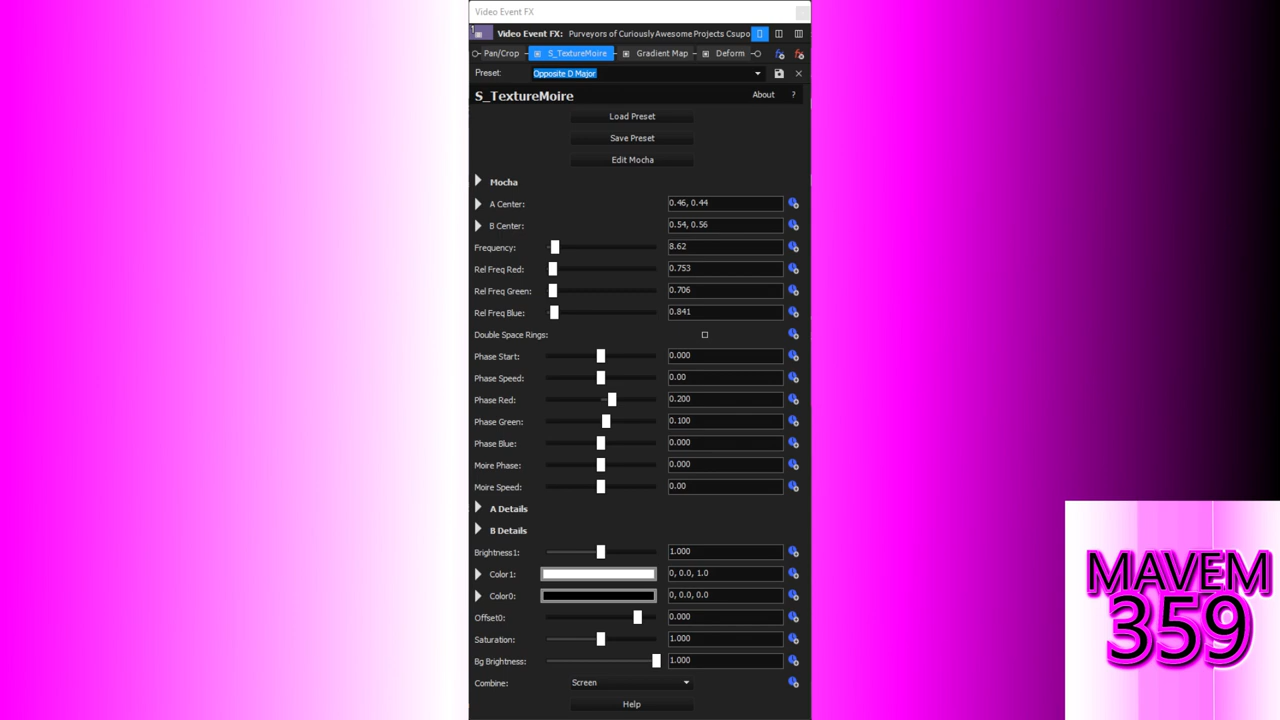 Video Event FX
Video Event FX: Purveyors of Curiously Awesome Projects Csupo
Pan/Crop S_TextureMoire Gradient Map Deform
Preset: Opposite D Major
S_TextureMoire About ?
Load Preset
Save Preset
Edit Mocha
Mocha
A Center: 0.46, 0.44
B Center: 0.54, 0.56
Frequency: 8.62
Rel Freq Red: 0.753
Rel Freq Green: 0.706
Rel Freq Blue: 0.841
Double Space Rings:
Phase Start: 0.000
Phase Speed: 0.00
Phase Red: 0.200
Phase Green: 0.100
Phase Blue: 0.000
Moire Phase: 0.000
Moire Speed: 0.00
A Details
B Details
Brightness1: 1.000
Color1: 0, 0.0, 1.0
Color0: 0, 0.0, 0.0
Offset0: 0.000
Saturation: 1.000
Bg Brightness: 1.000
Combine: Screen
Help
MAVEM
359